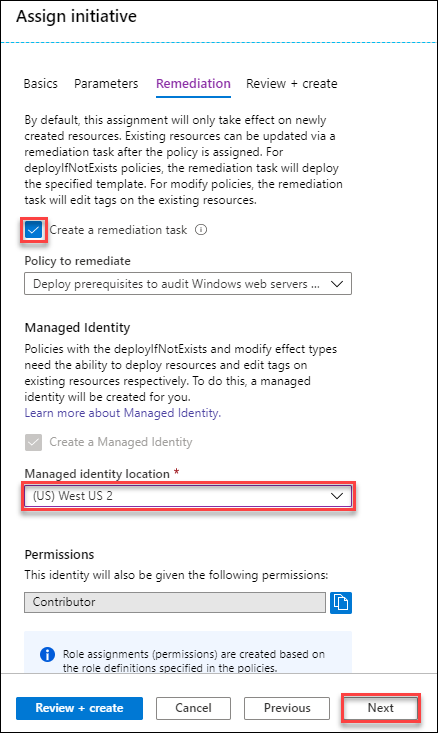 Assign initiative
Basics Parameters Remediation Review + create
By default, this assignment will only take effect on newly
created resources. Existing resources can be updated via a
remediation task after the policy is assigned. For
deployIfNotExists policies, the remediation task will deploy
the specified template. For modify policies, the remediation
task will edit tags on the existing resources.
Create a remediation task
Policy to remediate
Deploy prerequisites to audit Windows web servers ...
Managed Identity
Policies with the deployIfNotExists and modify effect types
need the ability to deploy resources and edit tags on
existing resources respectively. To do this, a managed
identity will be created for you.
Learn more about Managed Identity.
Create a Managed Identity
Managed identity location *
(US) West US 2
Permissions
This identity will also be given the following permissions:
Contributor
Role assignments (permissions) are created based on
the role definitions specified in the policies.
Review + create Cancel Previous Next